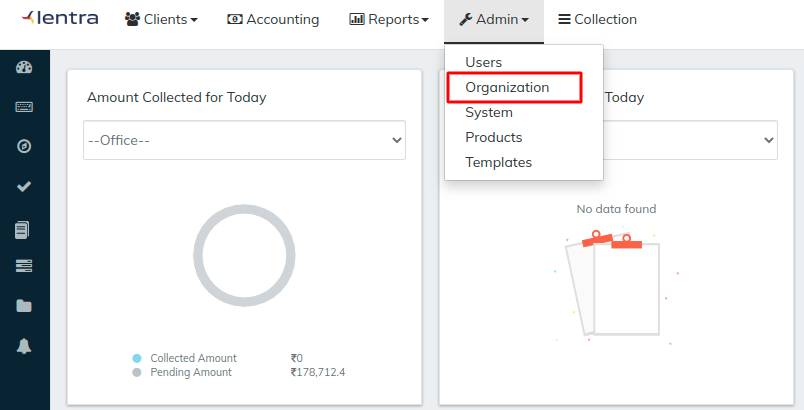 lentra Clients Accounting Reports Admin Collection
Users
Organization
System
Products
Templates
Amount Collected for Today
Today
--Office--
No data found
Collected Amount ₹0
Pending Amount ₹178,712.4